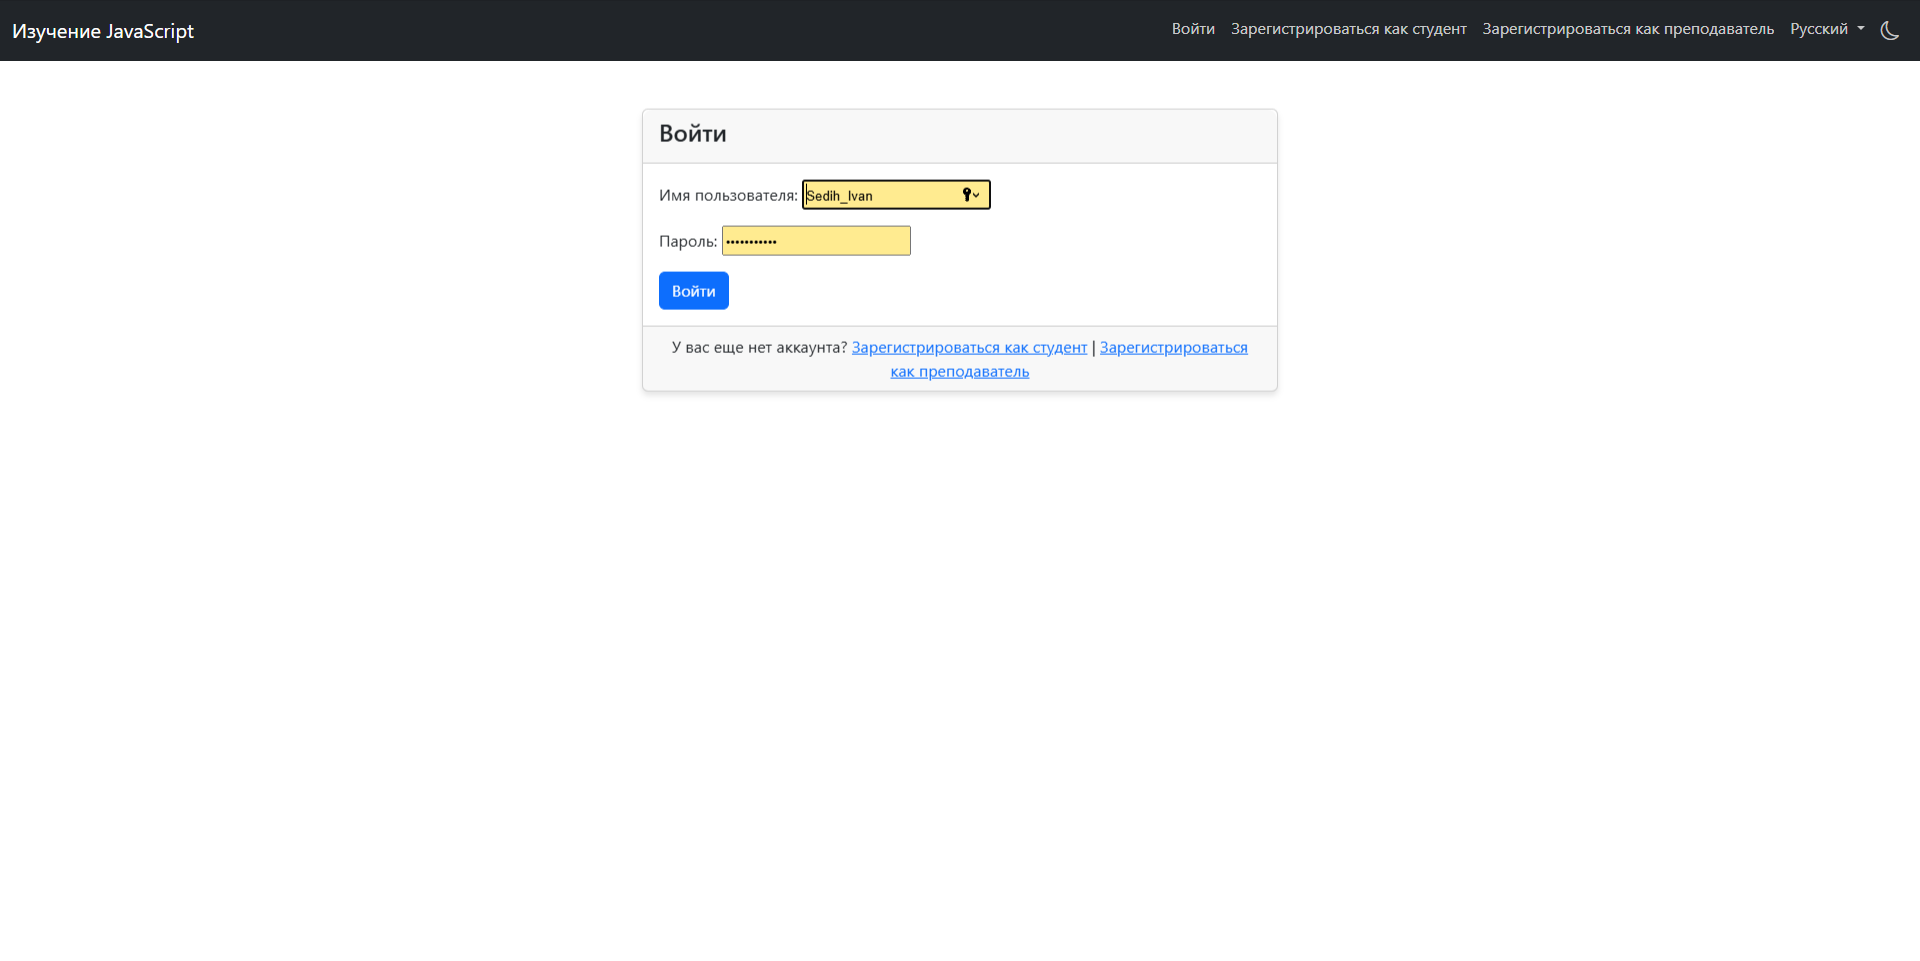 Изучение JavaScript
Войти Зарегистрироваться как студент Зарегистрироваться как преподаватель Русский
Войти
Имя пользователя: Sedih_Ivan
Пароль: •••••••••••
Войти
У вас еще нет аккаунта? Зарегистрироваться как студент | Зарегистрироваться
как преподаватель